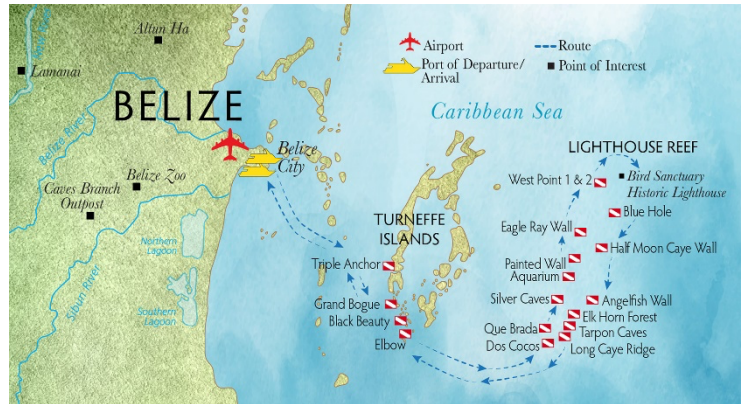 Altun Ha
Lamanai
BELIZE
Belize River
Belize City
Belize Zoo
Caves Branch
Outpost
Sibun River
Northern
Lagoon
Southern
Lagoon
Airport
Port of Departure/
Arrival
Route
Point of Interest
Caribbean Sea
TURNEFFE
ISLANDS
Triple Anchor
Grand Bogue
Black Beauty
Elbow
LIGHTHOUSE REEF
West Point 1 & 2
Bird Sanctuary
Historic Lighthouse
Blue Hole
Eagle Ray Wall
Half Moon Caye Wall
Painted Wall
Aquarium
Silver Caves
Angelfish Wall
Elk Horn Forest
Que Brada
Tarpon Caves
Dos Cocos
Long Caye Ridge